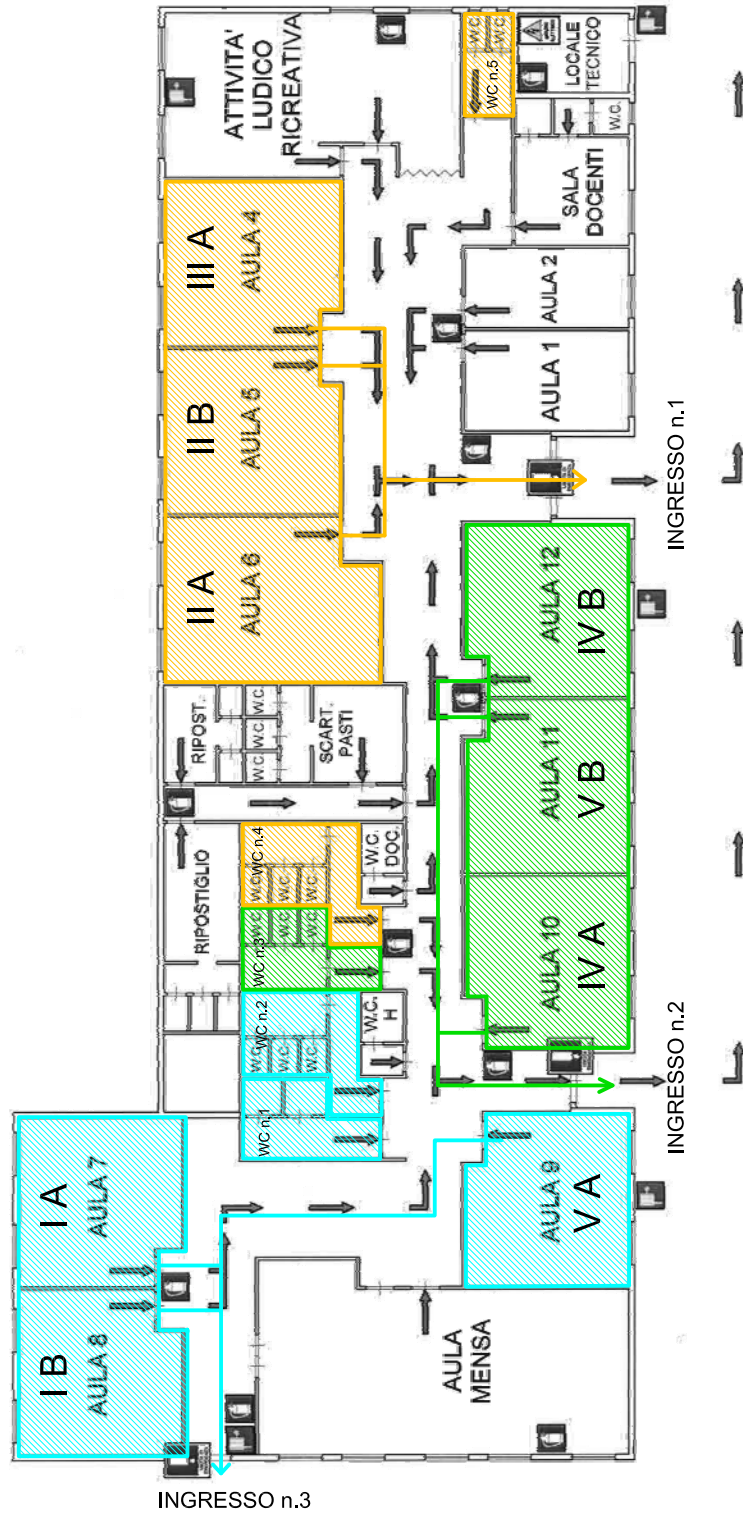 I B
AULA 8
I A
AULA 7
INGRESSO n.3
RIPOSTIGLIO
RIPOST.
II A
AULA 6
II B
AULA 5
III A
AULA 4
ATTIVITA'
LUDICO
RICREATIVA
WC n.1
WC n.2
W.C.
W.C.
W.C.
WC n.3
W.C.
W.C.
W.C.
WC n.4
W.C.
W.C.
W.C.
W.C.
W.C.
W.C.
SCART.
PASTI
W.C.
H
W.C.
DOC.
W.C.
W.C.
WC n.5
AULA
MENSA
AULA 9
V A
AULA 10
IV A
AULA 11
V B
AULA 12
IV B
AULA 1
AULA 2
SALA
DOCENTI
W.C.
LOCALE
TECNICO
INGRESSO n.2
INGRESSO n.1